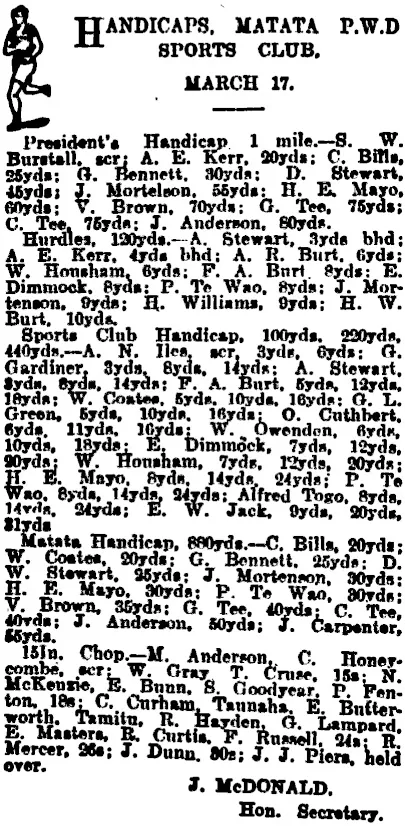 HANDICAPS, MATATA P.W.D
SPORTS CLUB.
MARCH 17.
President's Handicap 1 mile.—S. W.
Burstall, scr; A. E. Kerr, 20yds; C. Bills,
25yds; G. Bennett, 30yds; D. Stewart,
45yds; J. Mortelson, 55yds; H. E. Mayo,
60yds; V. Brown, 70yds; G. Tee, 75yds;
C. Tee, 75yds; J. Anderson, 80yds.
Hurdles, 120yds.—A. Stewart, 3yds bhd;
A. E. Kerr, 4yds bhd; A. R. Burt, 6yds;
W. Housham, 6yds; F. A. Burt 8yds; E.
Dimmock, 8yds; P. Te Wao, 8yds; J. Mor-
tenson, 9yds; H. Williams, 9yds; H. W.
Burt, 10yds.
Sports Club Handicap, 100yds, 220yds,
440yds.—A. N. Iles, scr, 3yds, 6yds; G.
Gardiner, 3yds, 8yds, 14yds; A. Stewart,
3yds, 8yds, 14yds; F. A. Burt, 5yds, 12yds,
18yds; W. Coates, 5yds, 10yds, 16yds; G. L.
Green, 5yds, 10yds, 16yds; O. Cuthbert,
6yds, 11yds, 16yds; W. Owenden, 6yds,
10yds, 18yds; E. Dimmock, 7yds, 12yds,
20yds; W. Housham, 7yds, 12yds, 20yds;
H. E. Mayo, 8yds, 14yds, 24yds; P. Te
Wao, 8yds, 14yds, 24yds; Alfred Togo, 8yds,
14yds, 24yds; E. W. Jack, 9yds, 20yds,
31yds
Matata Handicap, 880yds.—C. Bills, 20yds;
W. Coates, 20yds; G. Bennett, 25yds; D.
W. Stewart, 25yds; J. Mortenson, 30yds;
H. E. Mayo, 30yds; P. Te Wao, 30yds;
V. Brown, 35yds; G. Tee, 40yds; C. Tee,
40yds; J. Anderson, 50yds; J. Carpenter,
55yds.
15in. Chop.—M. Anderson, C. Honey-
combe, scr; W. Gray T. Cruse, 15s; N.
McKenzie, E. Bunn, S. Goodyear, P. Fen-
ton, 18s; C. Curham, Taunaha, E. Butter-
worth, Tamitu, R. Hayden, G. Lampard,
E. Masters, R. Curtis, F. Russell, 24s; R.
Mercer, 26s; J. Dunn, 30s; J. J. Piers, held
over.
J. McDONALD.
Hon. Secretary.